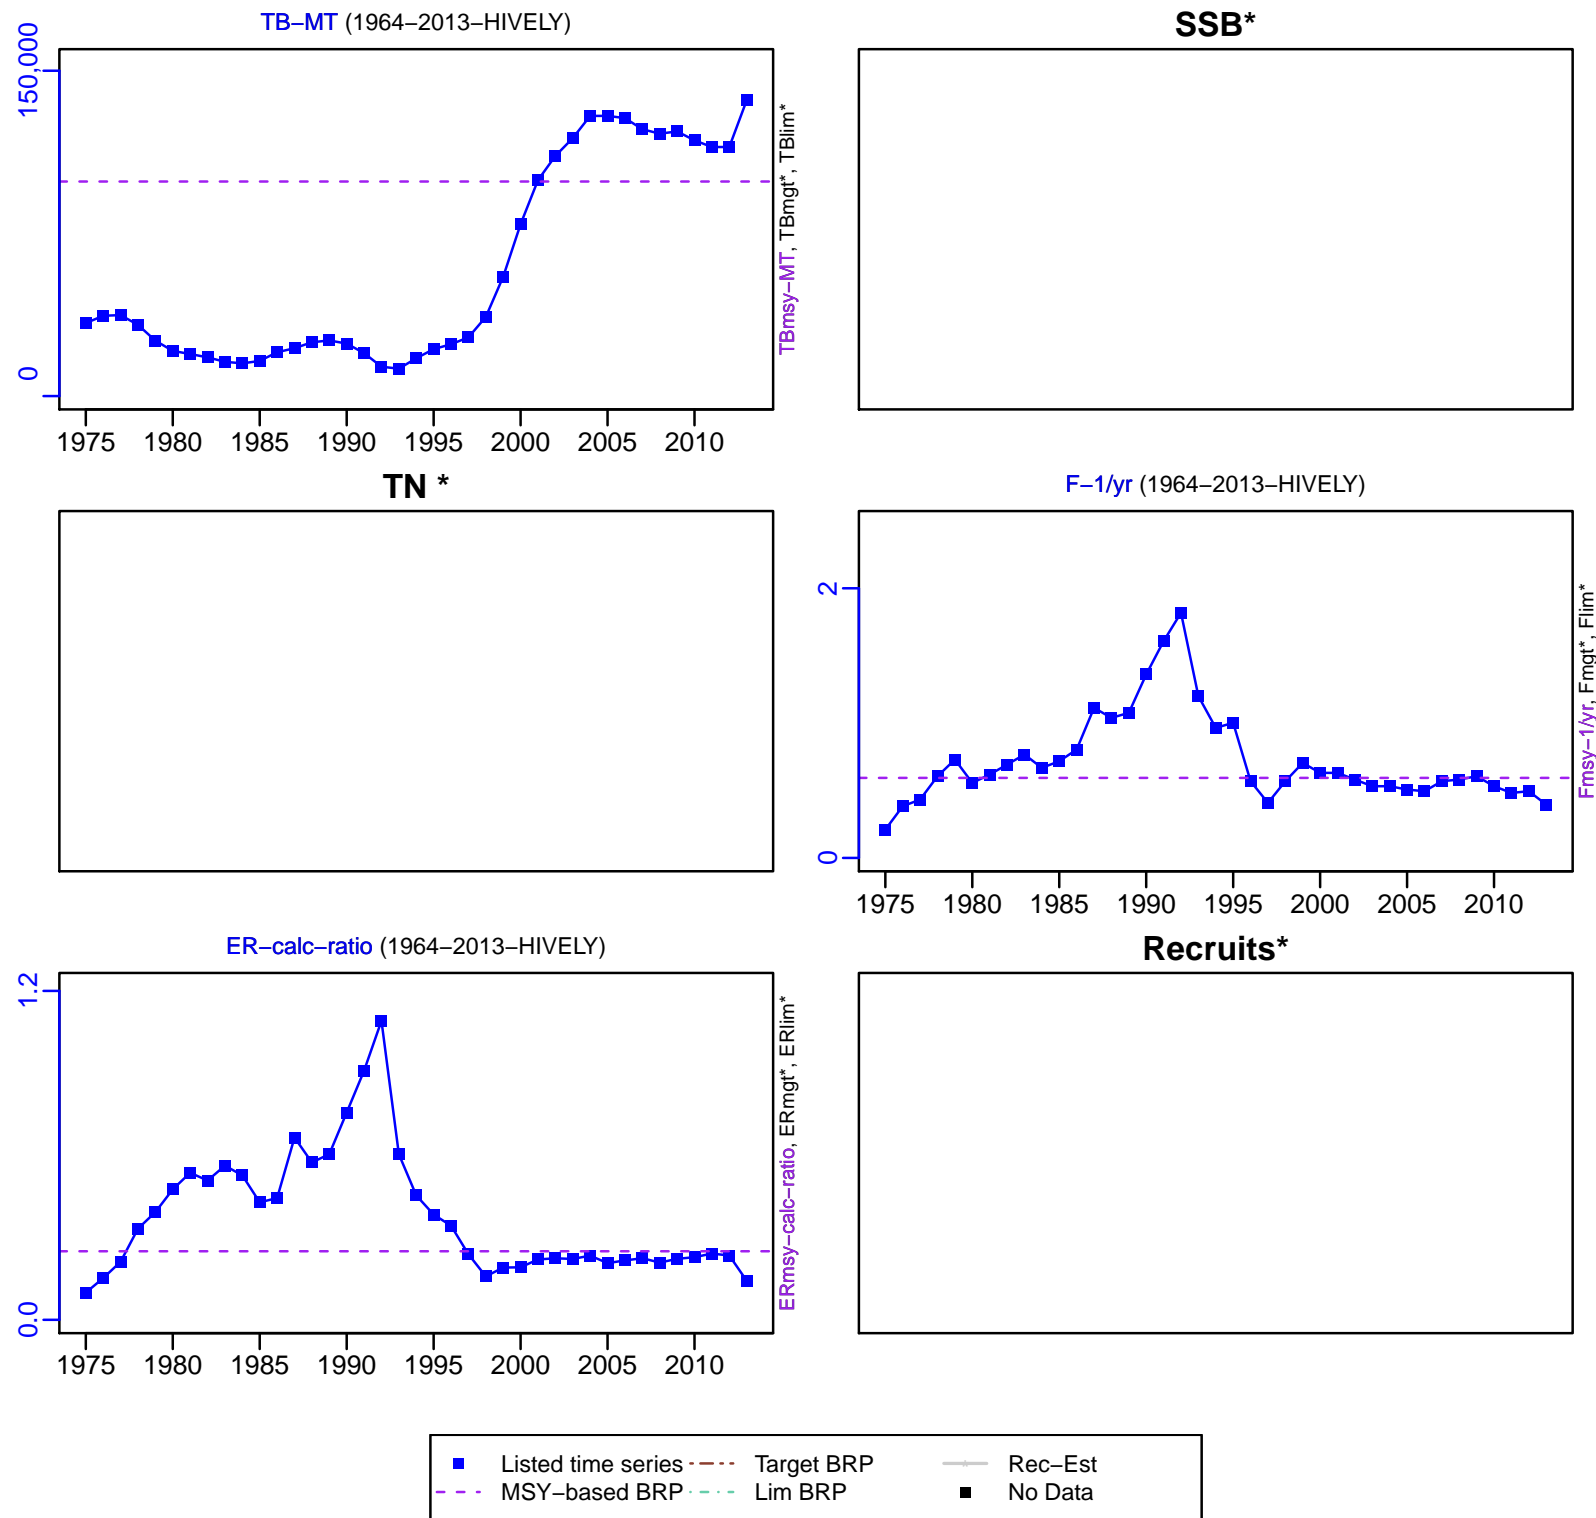 TB−MT (1964−2013−HIVELY)
150,000
0
TBmsy−MT, TBmgt*, TBlim*
1975 1980 1985 1990 1995 2000 2005 2010
SSB*
TN *
F−1/yr (1964−2013−HIVELY)
2
0
Fmsy−1/yr, Fmgt*, Flim*
1975 1980 1985 1990 1995 2000 2005 2010
ER−calc−ratio (1964−2013−HIVELY)
1.2
0.0
ERmsy−calc−ratio, ERmgt*, ERlim*
1975 1980 1985 1990 1995 2000 2005 2010
Recruits*
Listed time series Target BRP Rec−Est
MSY−based BRP Lim BRP No Data